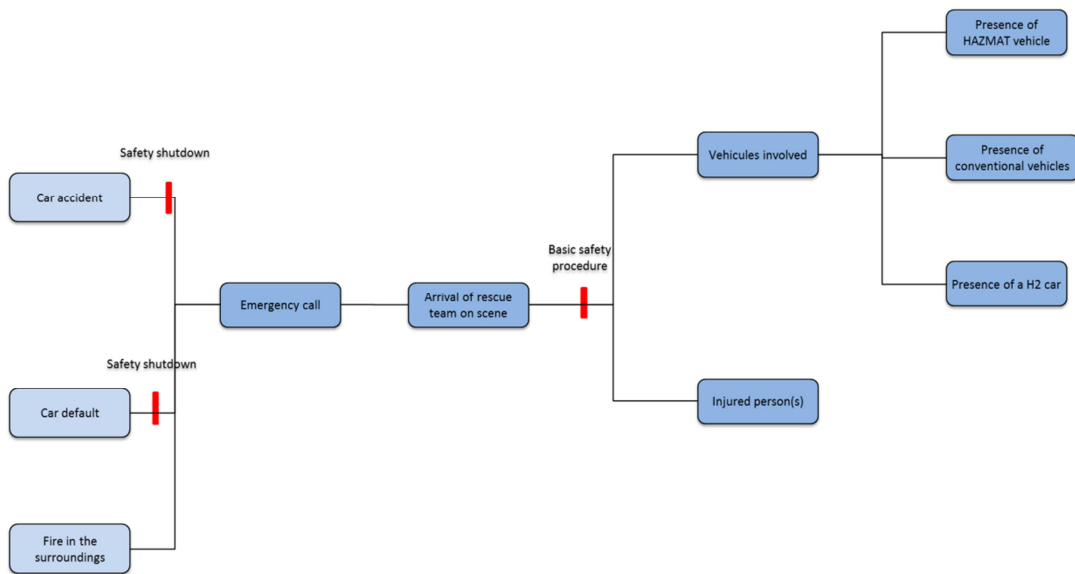 Presence of
HAZMAT vehicle
Safety shutdown
Vehicules involved
Presence of
conventional vehicles
Car accident
Basic safety
procedure
Presence of a H2 car
Emergency call
Arrival of rescue
team on scene
Safety shutdown
Car default
Injured person(s)
Fire in the
surroundings